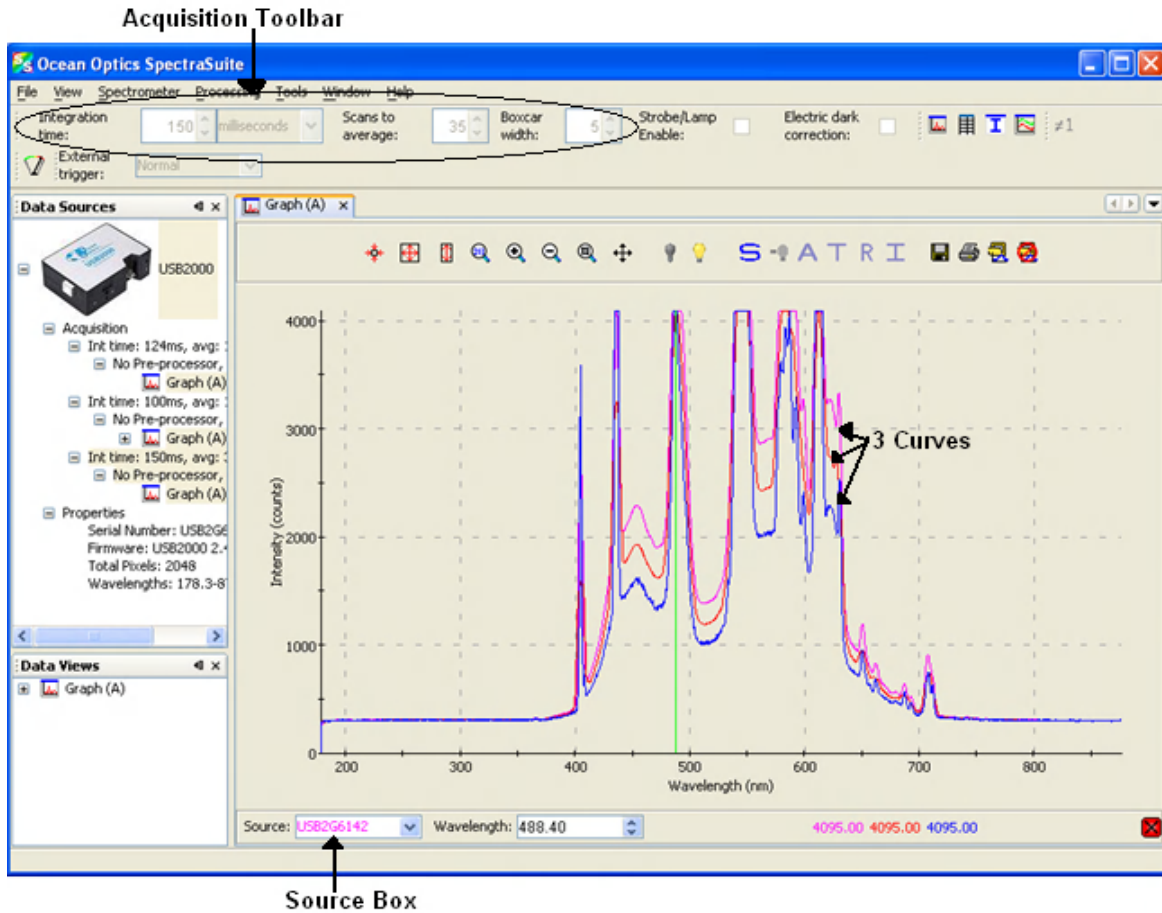 Acquisition Toolbar
Ocean Optics SpectraSuite
File View Spectrometer Processing Tools Window Help
Integration time: 150 milliseconds Scans to average: 35 Boxcar width: 5 Strobe/Lamp Enable: Electric dark correction: ≠1
External trigger: Normal
Data Sources
Graph (A)
USB2000
S A T R I
Acquisition
Int time: 124ms, avg:
No Pre-processor,
Graph (A)
Int time: 100ms, avg:
No Pre-processor,
Graph (A)
Int time: 150ms, avg:
No Pre-processor,
Graph (A)
Properties
Serial Number: USB2G6
Firmware: USB2000 2.
Total Pixels: 2048
Wavelengths: 178.3-8
Data Views
Graph (A)
4000
3000
2000
1000
0
Intensity (counts)
3 Curves
200 300 400 500 600 700 800
Wavelength (nm)
Source: USB2G6142 Wavelength: 488.40 4095.00 4095.00 4095.00
Source Box